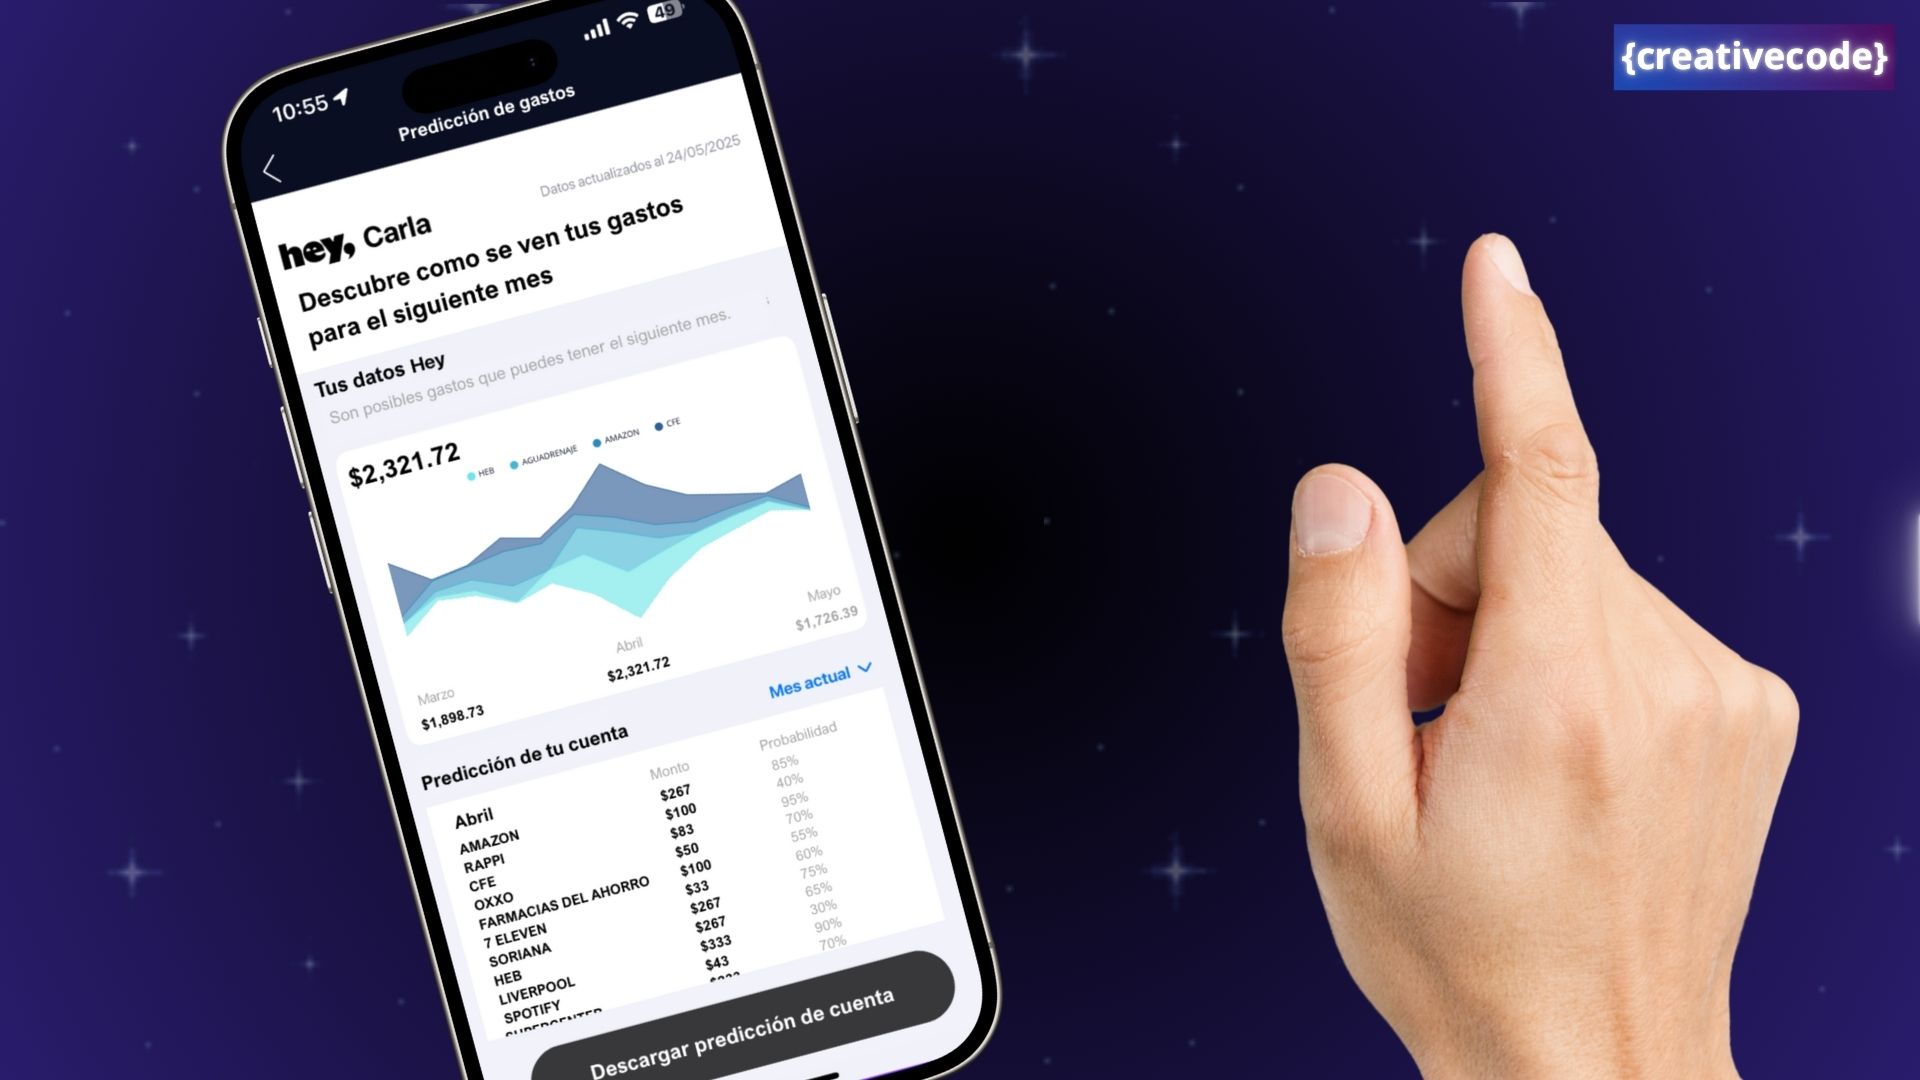 {creativecode}
10:55
49
Predicción de gastos
Datos actualizados al 24/05/2025
hey, Carla
Descubre como se ven tus gastos
para el siguiente mes
Tus datos Hey
Son posibles gastos que puedes tener el siguiente mes.
$2,321.72
HEB AGUADRENAJE AMAZON CFE
Marzo Abril Mayo
$1,898.73 $2,321.72 $1,726.39
Mes actual
Predicción de tu cuenta
Abril Monto Probabilidad
AMAZON $267 85%
RAPPI $100 40%
CFE $83 95%
OXXO $50 70%
FARMACIAS DEL AHORRO $100 55%
7 ELEVEN $33 60%
SORIANA $267 75%
HEB $267 65%
LIVERPOOL $333 30%
SPOTIFY $43 90%
70%
Descargar predicción de cuenta